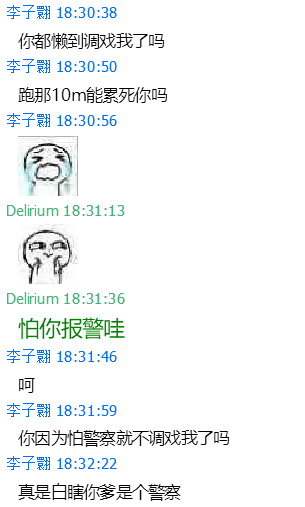 李子翾 18:30:38
你都懒到调戏我了吗
李子翾 18:30:50
跑那10m能累死你吗
李子翾 18:30:56
Delirium 18:31:13
Delirium 18:31:36
怕你报警哇
李子翾 18:31:46
呵
李子翾 18:31:59
你因为怕警察就不调戏我了吗
李子翾 18:32:22
真是白瞎你爹是个警察